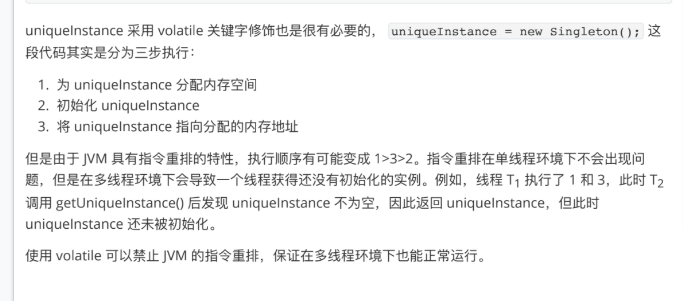 uniqueInstance 采用 volatile 关键字修饰也是很有必要的， uniqueInstance = new Singleton(); 这
段代码其实是分为三步执行：
1. 为 uniqueInstance 分配内存空间
2. 初始化 uniqueInstance
3. 将 uniqueInstance 指向分配的内存地址
但是由于 JVM 具有指令重排的特性，执行顺序有可能变成 1>3>2。指令重排在单线程环境下不会出现问
题，但是在多线程环境下会导致一个线程获得还没有初始化的实例。例如，线程 T1 执行了 1 和 3，此时 T2
调用 getUniqueInstance() 后发现 uniqueInstance 不为空，因此返回 uniqueInstance，但此时
uniqueInstance 还未被初始化。
使用 volatile 可以禁止 JVM 的指令重排，保证在多线程环境下也能正常运行。